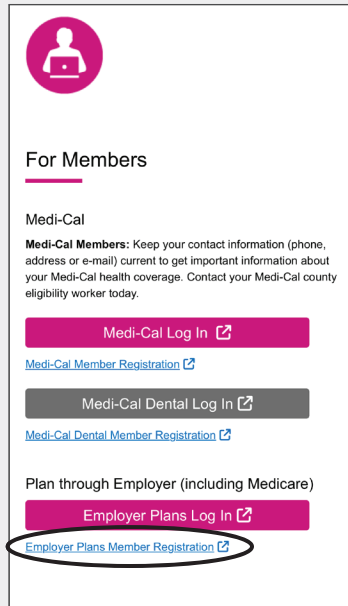 For Members
Medi-Cal
Medi-Cal Members: Keep your contact information (phone,
address or e-mail) current to get important information about
your Medi-Cal health coverage. Contact your Medi-Cal county
eligibility worker today.
Medi-Cal Log In
Medi-Cal Member Registration
Medi-Cal Dental Log In
Medi-Cal Dental Member Registration
Plan through Employer (including Medicare)
Employer Plans Log In
Employer Plans Member Registration